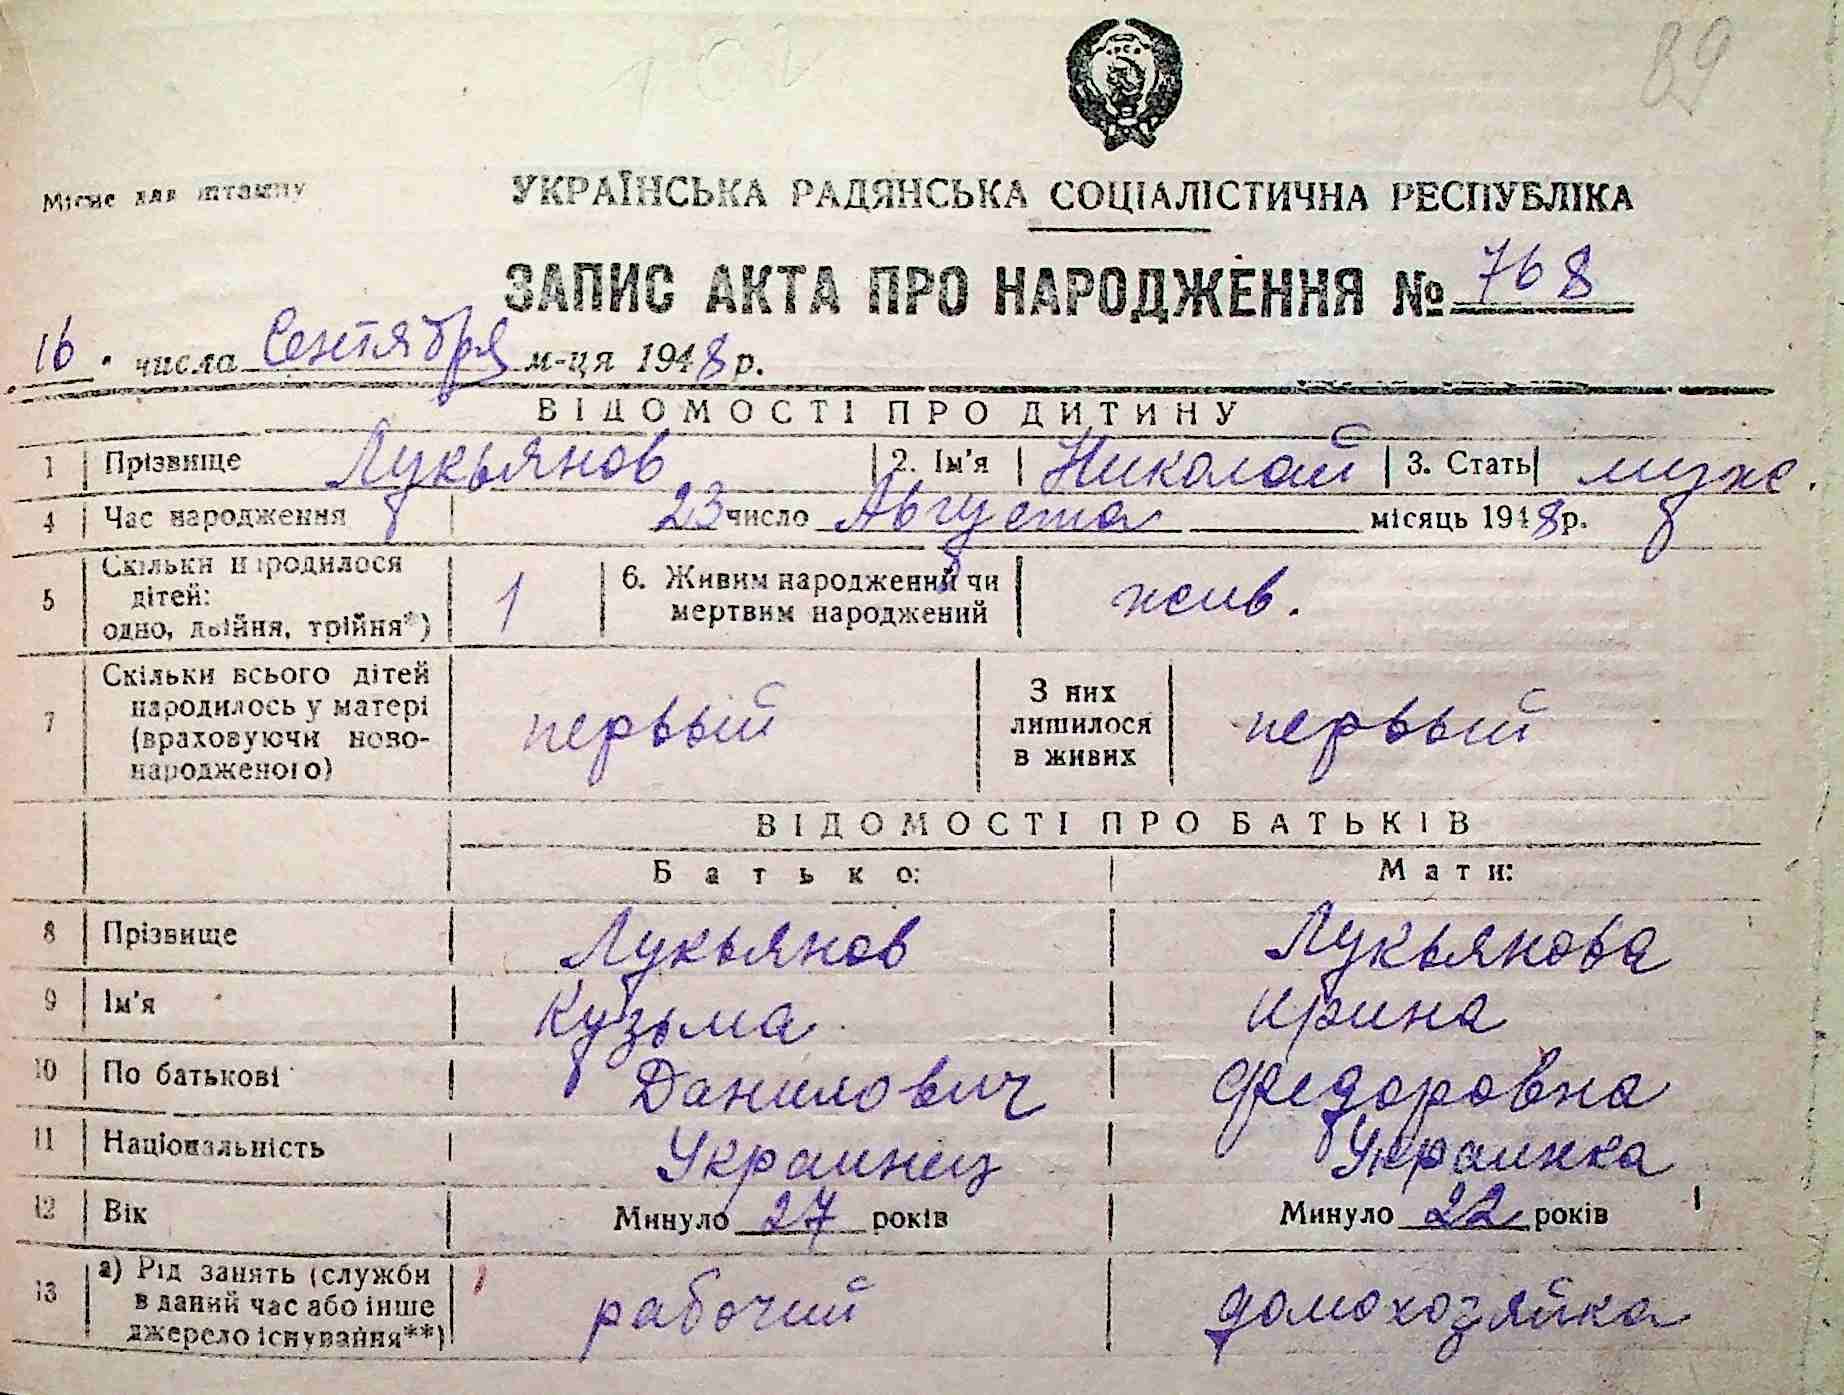 89
Місце для штампу
УКРАЇНСЬКА РАДЯНСЬКА СОЦІАЛІСТИЧНА РЕСПУБЛІКА
ЗАПИС АКТА ПРО НАРОДЖЕННЯ № 768
16 числа Сентября м-ця 1948 р.
ВІДОМОСТІ ПРО ДИТИНУ
1 Прізвище Лукьянов 2. Ім'я Николай 3. Стать мужс.
4 Час народження 23 число Августа місяць 1948 р.
5 Скільки народилося дітей: одно, двійня, трійня*) 1 6. Живим народжений чи мертвим народжений жив.
7 Скільки всього дітей народилось у матері (враховуючи новонародженого) первый З них лишилося в живих первый
ВІДОМОСТІ ПРО БАТЬКІВ
Батько: Мати:
8 Прізвище Лукьянов Лукьянова
9 Ім'я Кузьма Ирина
10 По батькові Данилович Федоровна
11 Національність Украинец Украинка
12 Вік Минуло 27 років Минуло 22 років
13 а) Рід занять (служби в даний час або інше джерело існування**) рабочий домохозяйка